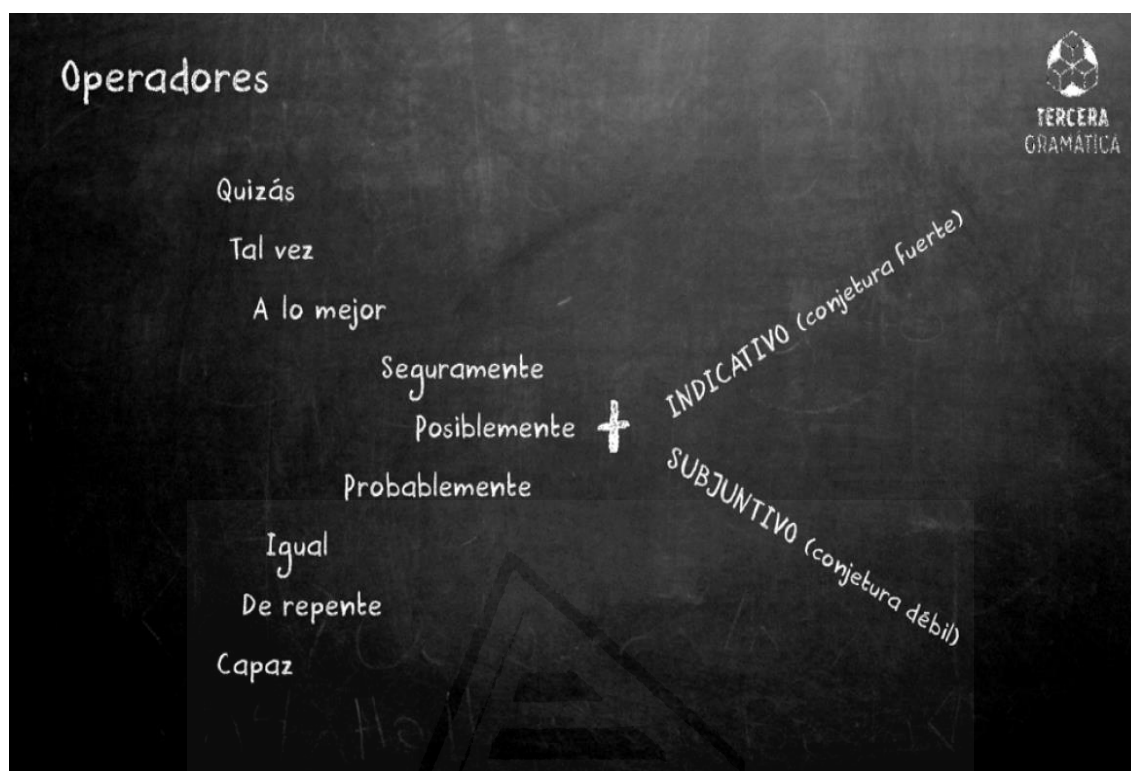 Operadores
TERCERA
GRAMÁTICA
Quizás
Tal vez
A lo mejor
Seguramente
Posiblemente +
Probablemente
Igual
De repente
Capaz
INDICATIVO (conjetura fuerte)
SUBJUNTIVO (conjetura débil)